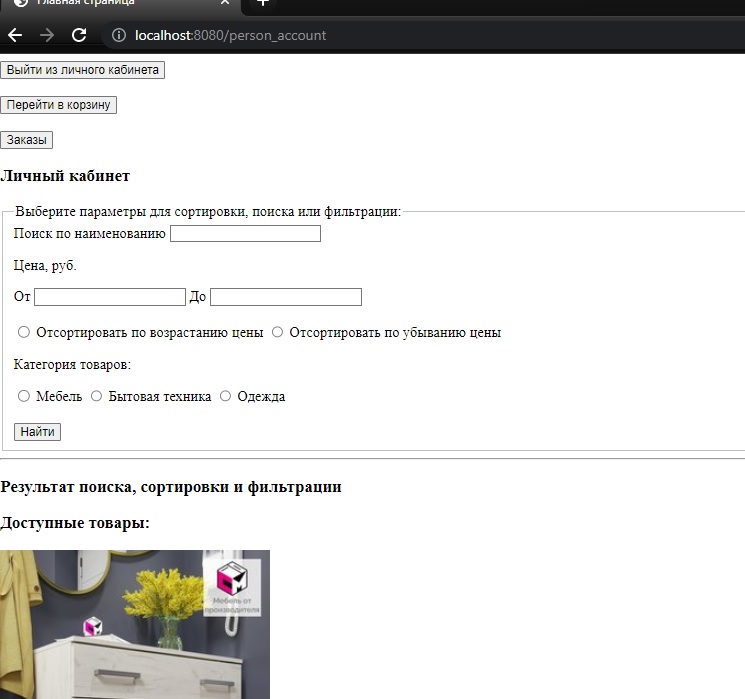 Главная страница
localhost:8080/person_account
Выйти из личного кабинета
Перейти в корзину
Заказы
Личный кабинет
Выберите параметры для сортировки, поиска или фильтрации:
Поиск по наименованию
Цена, руб.
От До
Отсортировать по возрастанию цены Отсортировать по убыванию цены
Категория товаров:
Мебель Бытовая техника Одежда
Найти
Результат поиска, сортировки и фильтрации
Доступные товары:
Мебель от
производителя